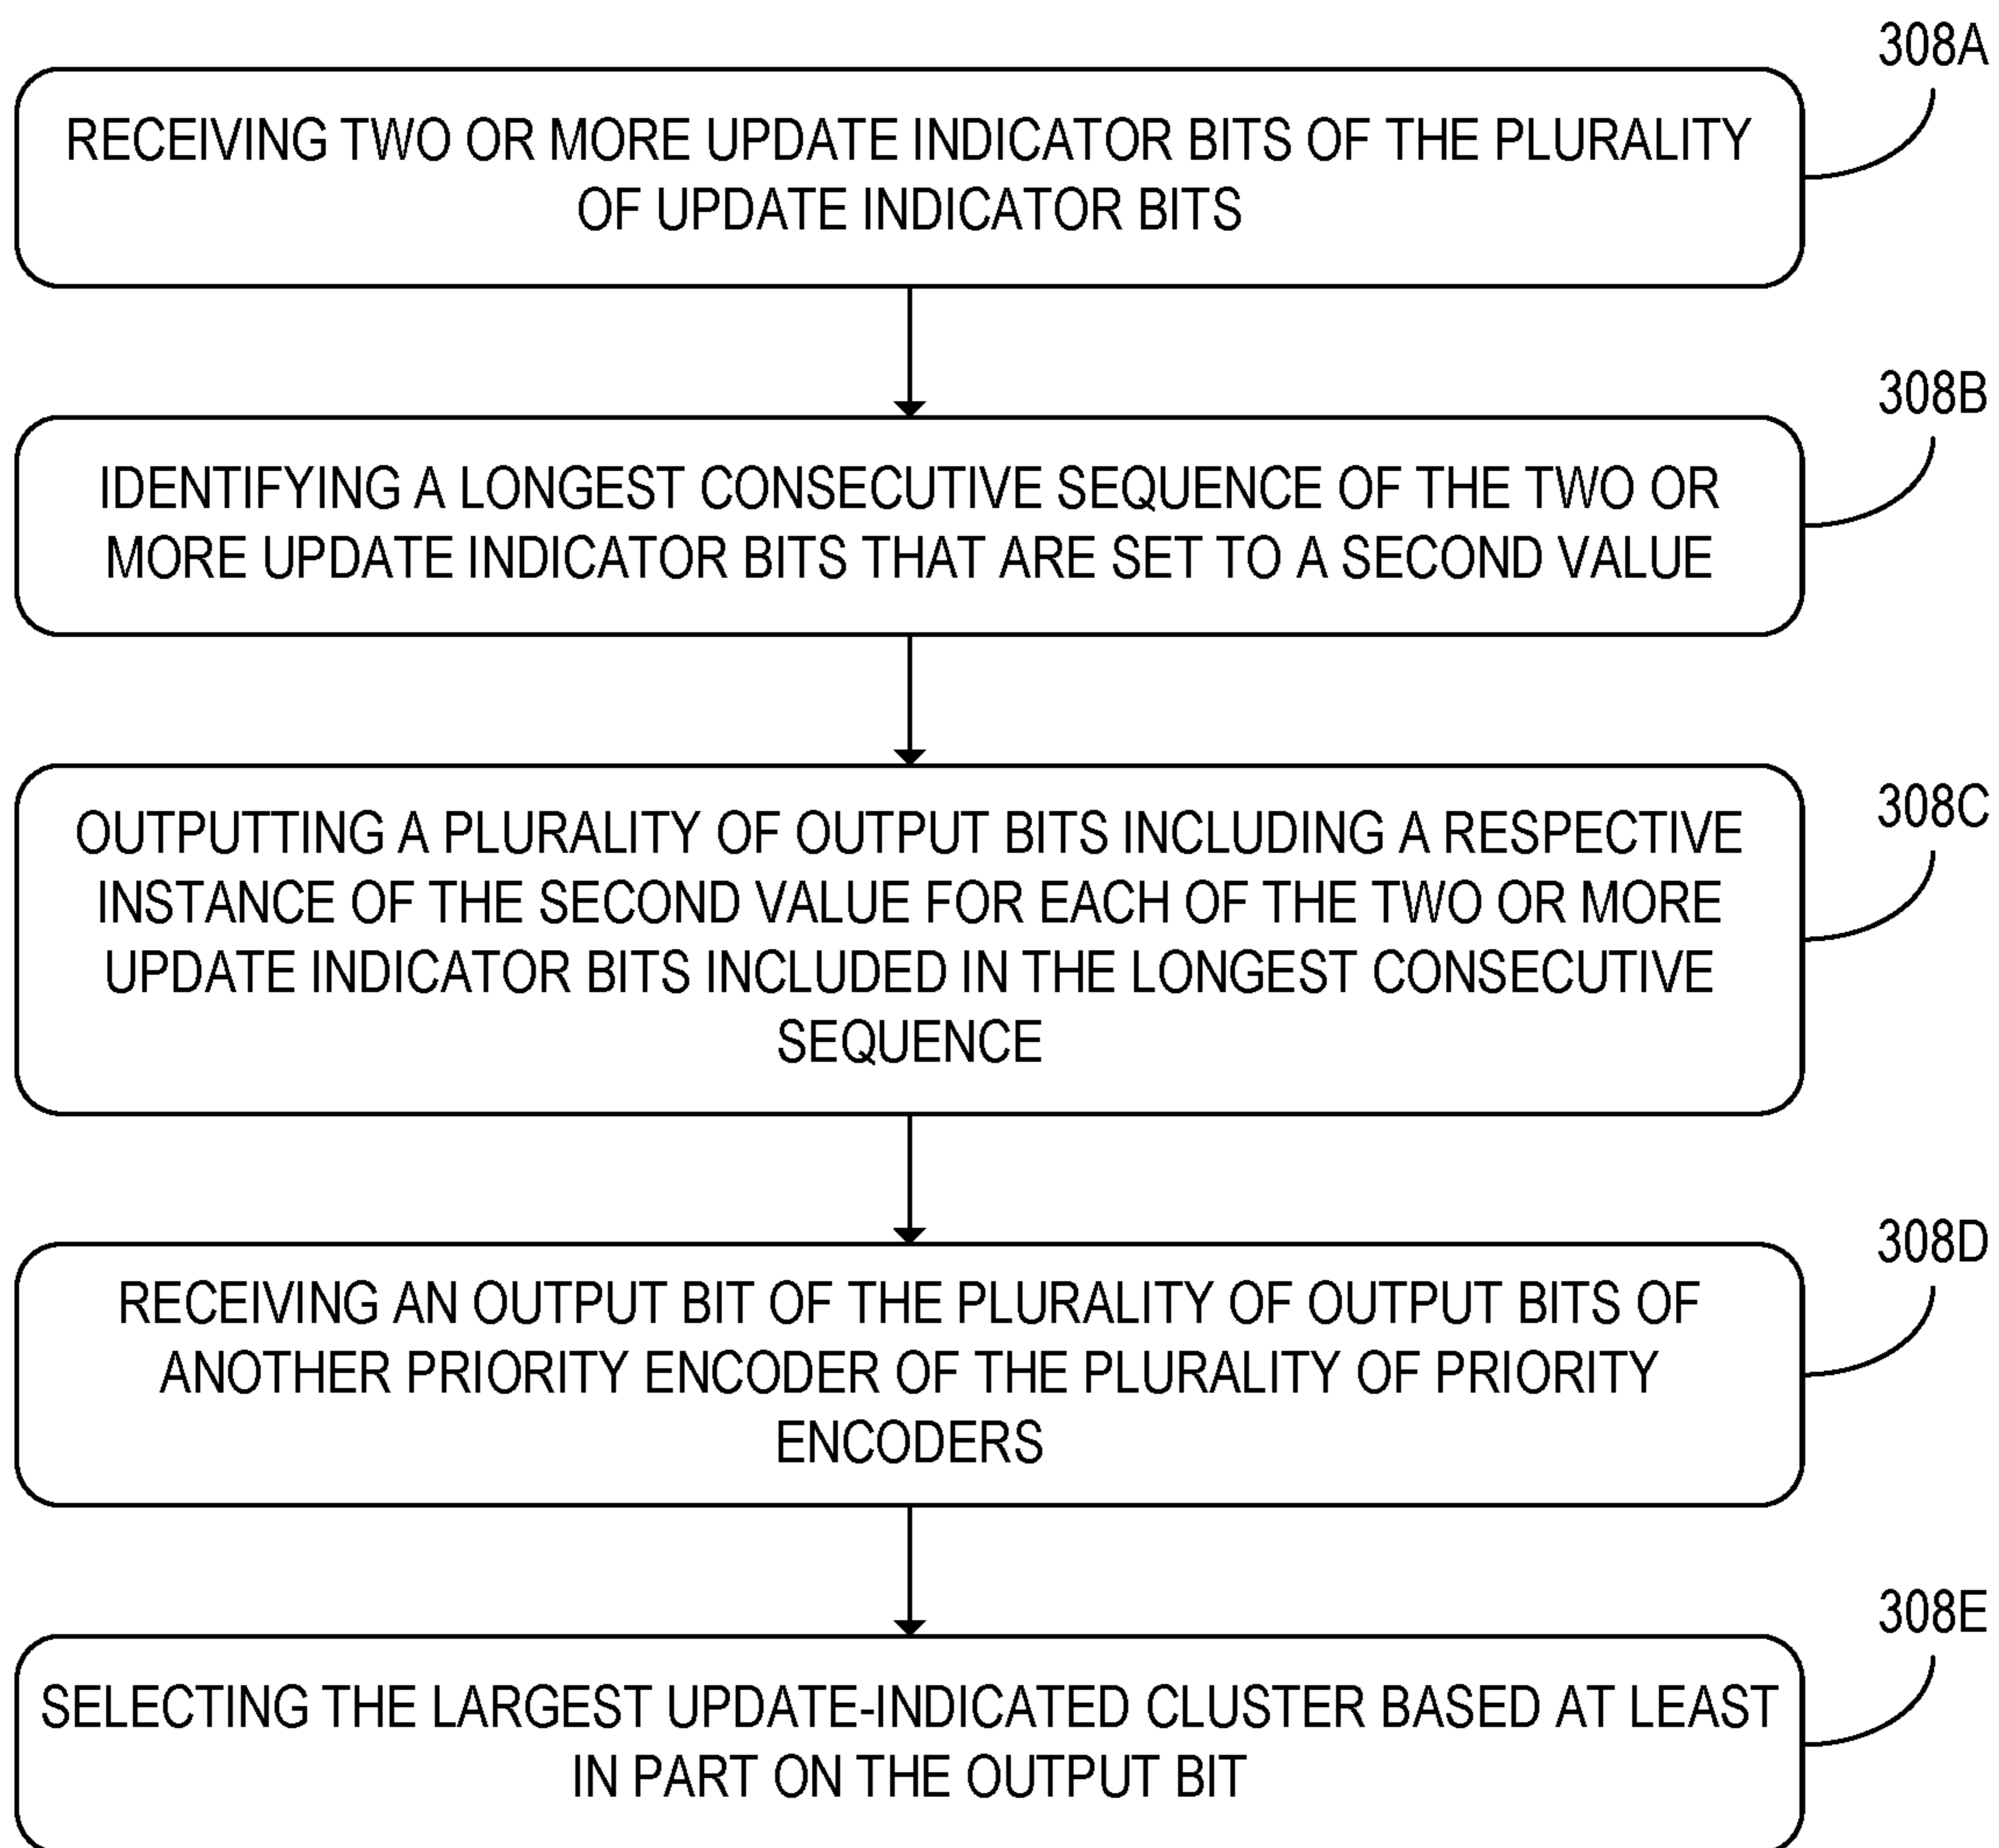 308A
RECEIVING TWO OR MORE UPDATE INDICATOR BITS OF THE PLURALITY
OF UPDATE INDICATOR BITS
308B
IDENTIFYING A LONGEST CONSECUTIVE SEQUENCE OF THE TWO OR
MORE UPDATE INDICATOR BITS THAT ARE SET TO A SECOND VALUE
308C
OUTPUTTING A PLURALITY OF OUTPUT BITS INCLUDING A RESPECTIVE
INSTANCE OF THE SECOND VALUE FOR EACH OF THE TWO OR MORE
UPDATE INDICATOR BITS INCLUDED IN THE LONGEST CONSECUTIVE
SEQUENCE
308D
RECEIVING AN OUTPUT BIT OF THE PLURALITY OF OUTPUT BITS OF
ANOTHER PRIORITY ENCODER OF THE PLURALITY OF PRIORITY
ENCODERS
308E
SELECTING THE LARGEST UPDATE-INDICATED CLUSTER BASED AT LEAST
IN PART ON THE OUTPUT BIT